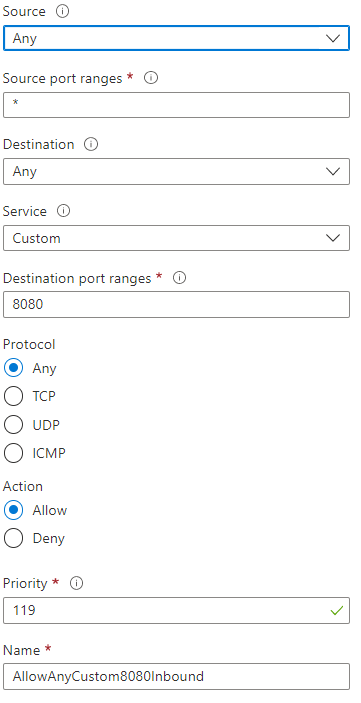 Source
Any
Source port ranges *
*
Destination
Any
Service
Custom
Destination port ranges *
8080
Protocol
Any
TCP
UDP
ICMP
Action
Allow
Deny
Priority *
119
Name *
AllowAnyCustom8080Inbound